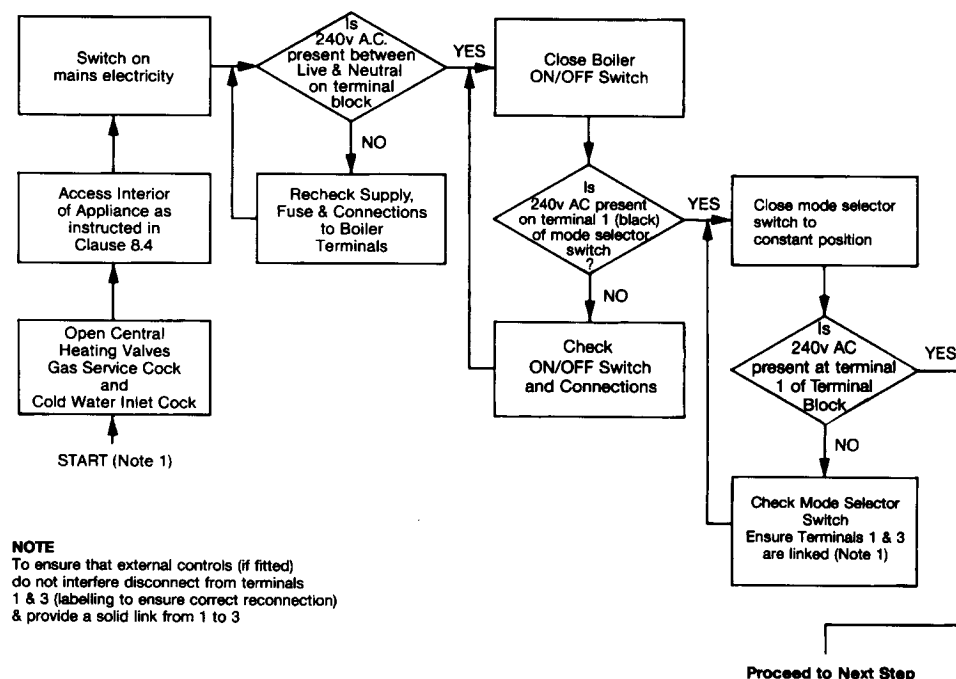 Switch on
mains electricity
Is
240v A.C.
present between
Live & Neutral
on terminal
block
YES
NO
Recheck Supply,
Fuse & Connections
to Boiler
Terminals
Access Interior
of Appliance as
instructed in
Clause 8.4
Open Central
Heating Valves
Gas Service Cock
and
Cold Water Inlet Cock
START (Note 1)
Close Boiler
ON/OFF Switch
Is
240v AC present
on terminal 1 (black)
of mode selector
switch
?
YES
NO
Check
ON/OFF Switch
and Connections
Close mode selector
switch to
constant position
Is
240v AC
present at terminal
1 of Terminal
Block
YES
NO
Check Mode Selector
Switch
Ensure Terminals 1 & 3
are linked (Note 1)
NOTE
To ensure that external controls (if fitted)
do not interfere disconnect from terminals
1 & 3 (labelling to ensure correct reconnection)
& provide a solid link from 1 to 3
Proceed to Next Step